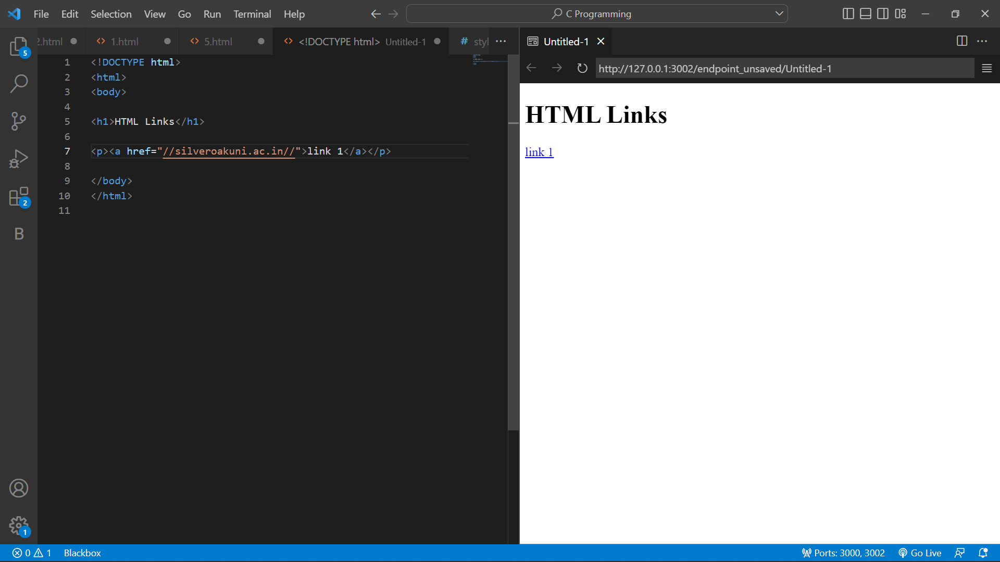 File Edit Selection View Go Run Terminal Help
C Programming
2.html
1.html
5.html
<!DOCTYPE html> Untitled-1
# styl
Untitled-1
http://127.0.0.1:3002/endpoint_unsaved/Untitled-1
5
2
B
1
1 <!DOCTYPE html>
2 <html>
3 <body>
4
5 <h1>HTML Links</h1>
6
7 <p><a href="//silveroakuni.ac.in//">link 1</a></p>
8
9 </body>
10 </html>
11
HTML Links
link 1
0 1 Blackbox
Ports: 3000, 3002 Go Live